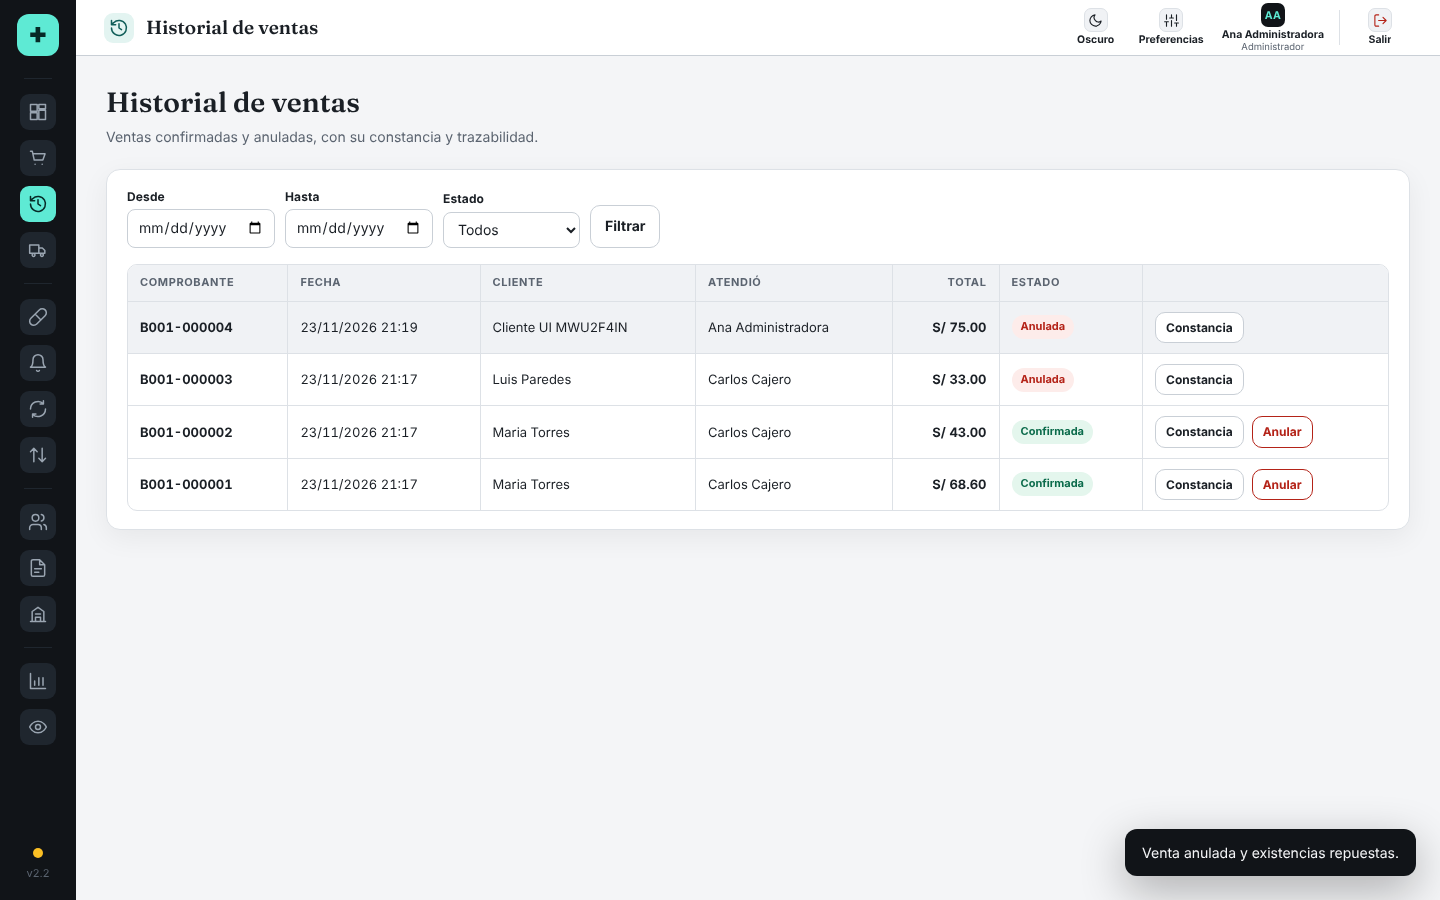 Historial de ventas
Oscuro
Preferencias
AA
Ana Administradora
Administrador
Salir
Historial de ventas
Ventas confirmadas y anuladas, con su constancia y trazabilidad.
Desde
Hasta
Estado
mm/dd/yyyy
mm/dd/yyyy
Todos
Filtrar
COMPROBANTE FECHA CLIENTE ATENDIÓ TOTAL ESTADO
B001-000004 23/11/2026 21:19 Cliente UI MWU2F4IN Ana Administradora S/ 75.00 Anulada Constancia
B001-000003 23/11/2026 21:17 Luis Paredes Carlos Cajero S/ 33.00 Anulada Constancia
B001-000002 23/11/2026 21:17 Maria Torres Carlos Cajero S/ 43.00 Confirmada Constancia Anular
B001-000001 23/11/2026 21:17 Maria Torres Carlos Cajero S/ 68.60 Confirmada Constancia Anular
v2.2
Venta anulada y existencias repuestas.